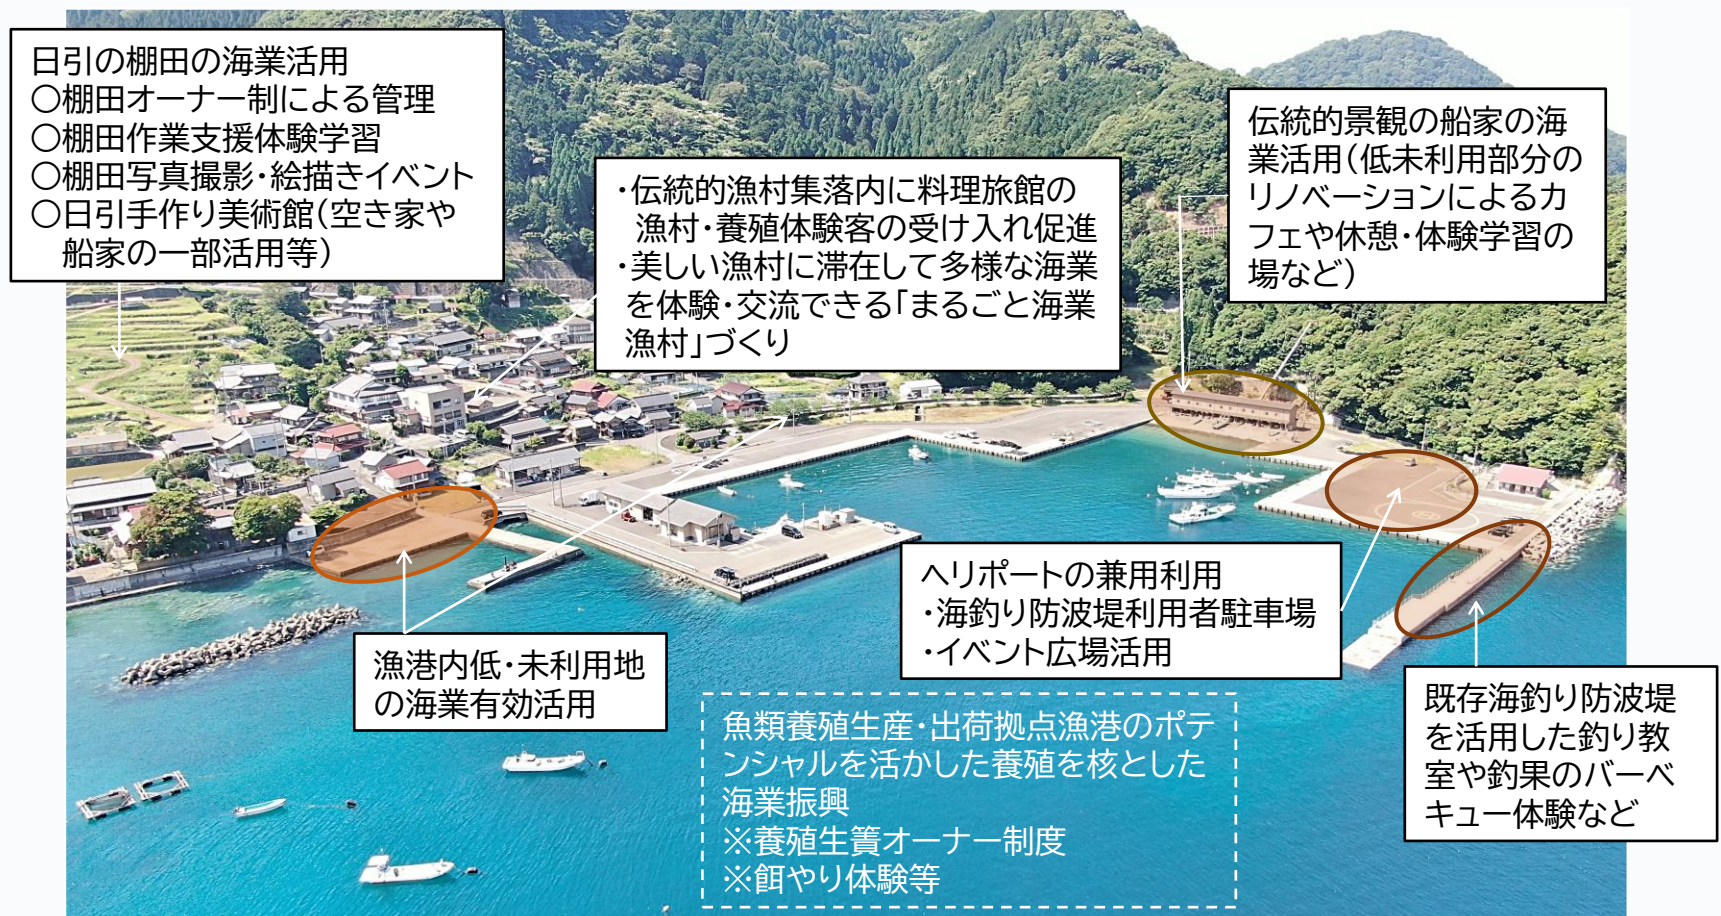 日引の棚田の海業活用
〇棚田オーナー制による管理
〇棚田作業支援体験学習
〇棚田写真撮影・絵描きイベント
〇日引手作り美術館(空き家や
船家の一部活用等)
・伝統的漁村集落内に料理旅館の
漁村・養殖体験客の受け入れ促進
・美しい漁村に滞在して多様な海業
を体験・交流できる「まるごと海業
漁村」づくり
伝統的景観の船家の海
業活用(低未利用部分の
リノベーションによるカ
フェや休憩・体験学習の
場など)
漁港内低・未利用地
の海業有効活用
ヘリポートの兼用利用
・海釣り防波堤利用者駐車場
・イベント広場活用
魚類養殖生産・出荷拠点漁港のポテ
ンシャルを活かした養殖を核とした
海業振興
※養殖生簀オーナー制度
※餌やり体験等
既存海釣り防波堤
を活用した釣り教
室や釣果のバーベ
キュー体験など